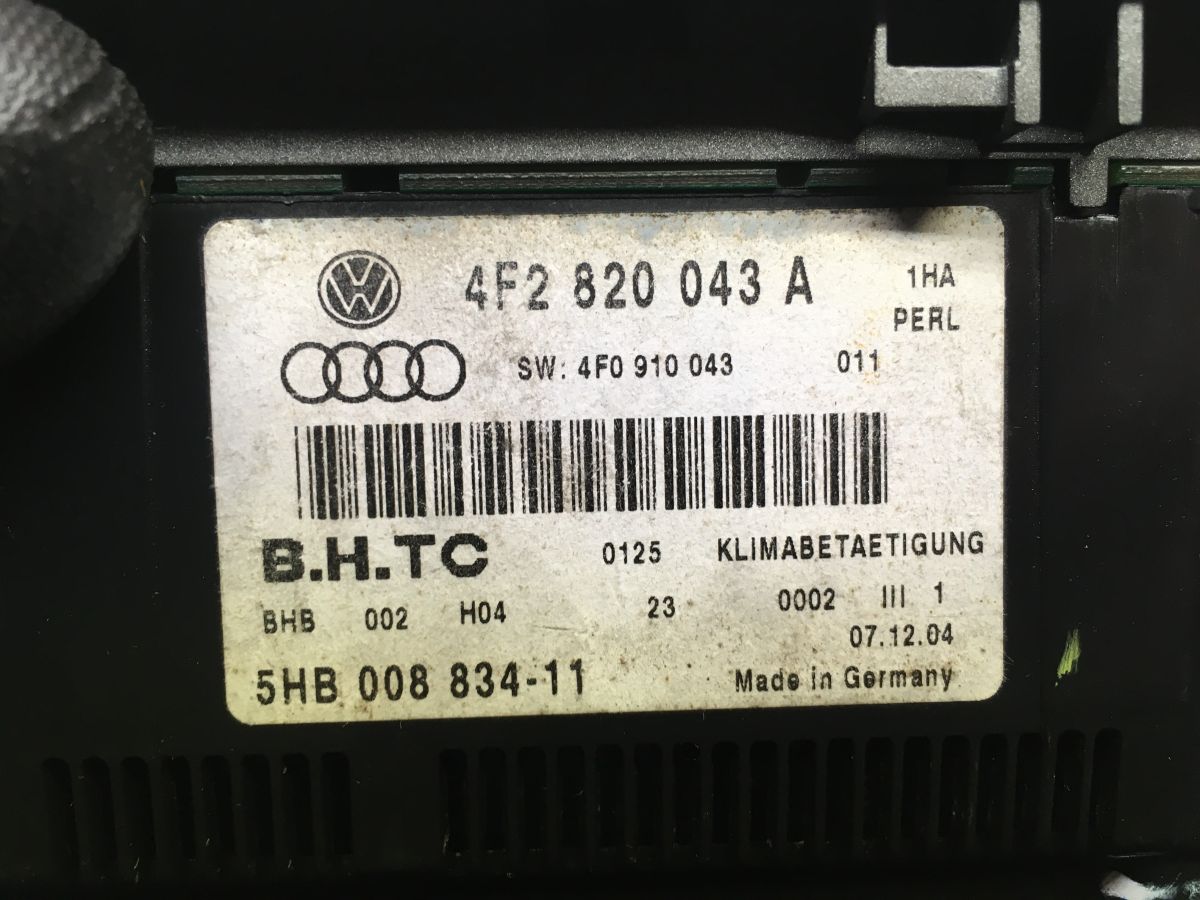 4F2 820 043 A 1HA
PERL
SW: 4F0 910 043 011
B.H.TC 0125 KLIMABETAETIGUNG
BHB 002 H04 23 0002 III 1
07.12.04
5HB 008 834-11 Made in Germany